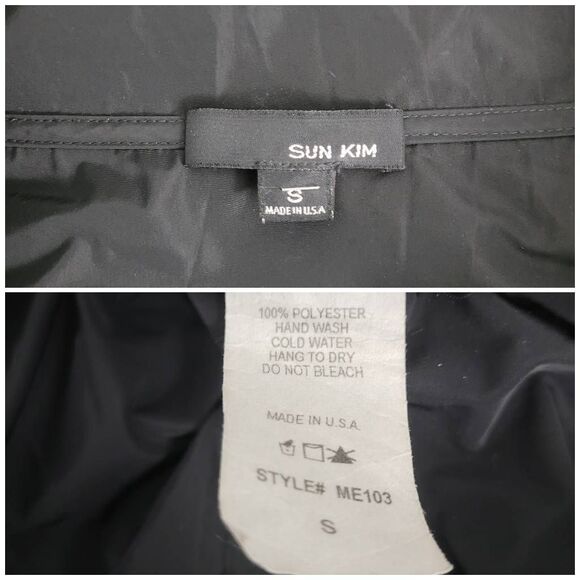 SUN KIM
S
MADE IN U.S.A
100% POLYESTER
HAND WASH
COLD WATER
HANG TO DRY
DO NOT BLEACH
MADE IN U.S.A.
STYLE# ME103
S